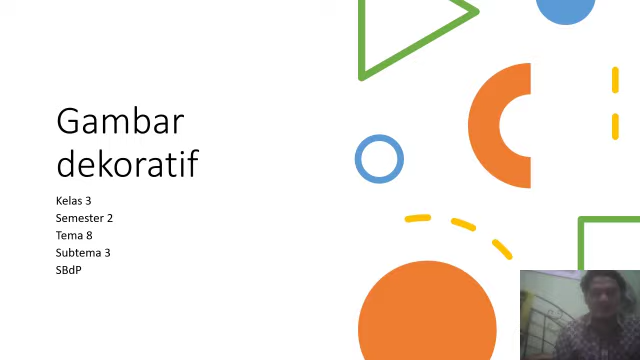 Gambar
dekoratif
Kelas 3
Semester 2
Tema 8
Subtema 3
SBdP